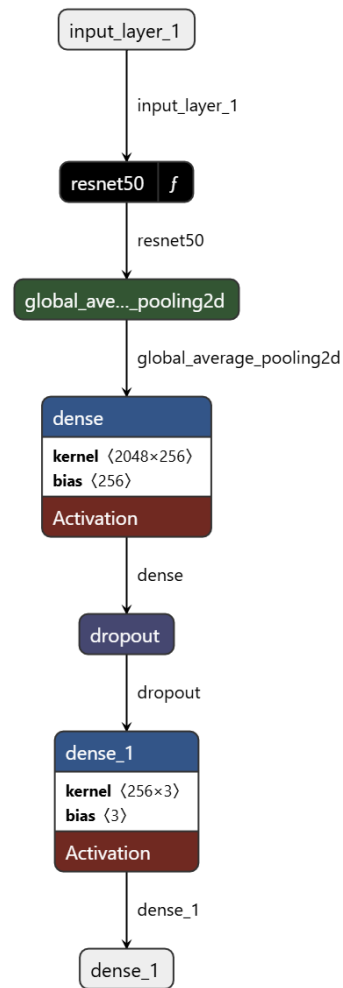 input_layer_1
input_layer_1
resnet50 ƒ
resnet50
global_ave..._pooling2d
global_average_pooling2d
dense
kernel 〈2048×256〉
bias 〈256〉
Activation
dense
dropout
dropout
dense_1
kernel 〈256×3〉
bias 〈3〉
Activation
dense_1
dense_1